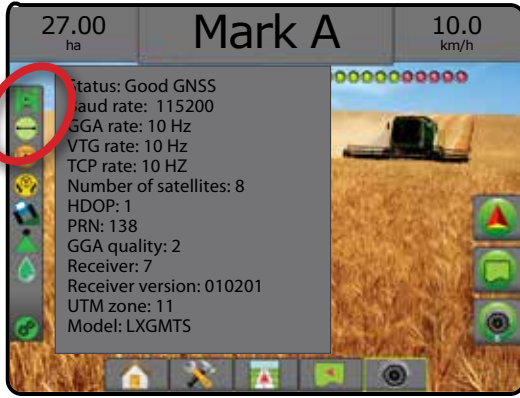 27.00
ha
Mark A
10.0
km/h
Status: Good GNSS
Baud rate: 115200
GGA rate: 10 Hz
VTG rate: 10 Hz
TCP rate: 10 HZ
Number of satellites: 8
HDOP: 1
PRN: 138
GGA quality: 2
Receiver: 7
Receiver version: 010201
UTM zone: 11
Model: LXGMTS